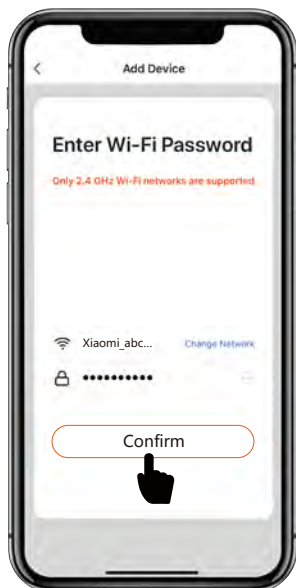 Add Device
Enter Wi-Fi Password
Only 2.4 GHz Wi-Fi networks are supported
Xiaomi_abc... Change Network
••••••••••
Confirm